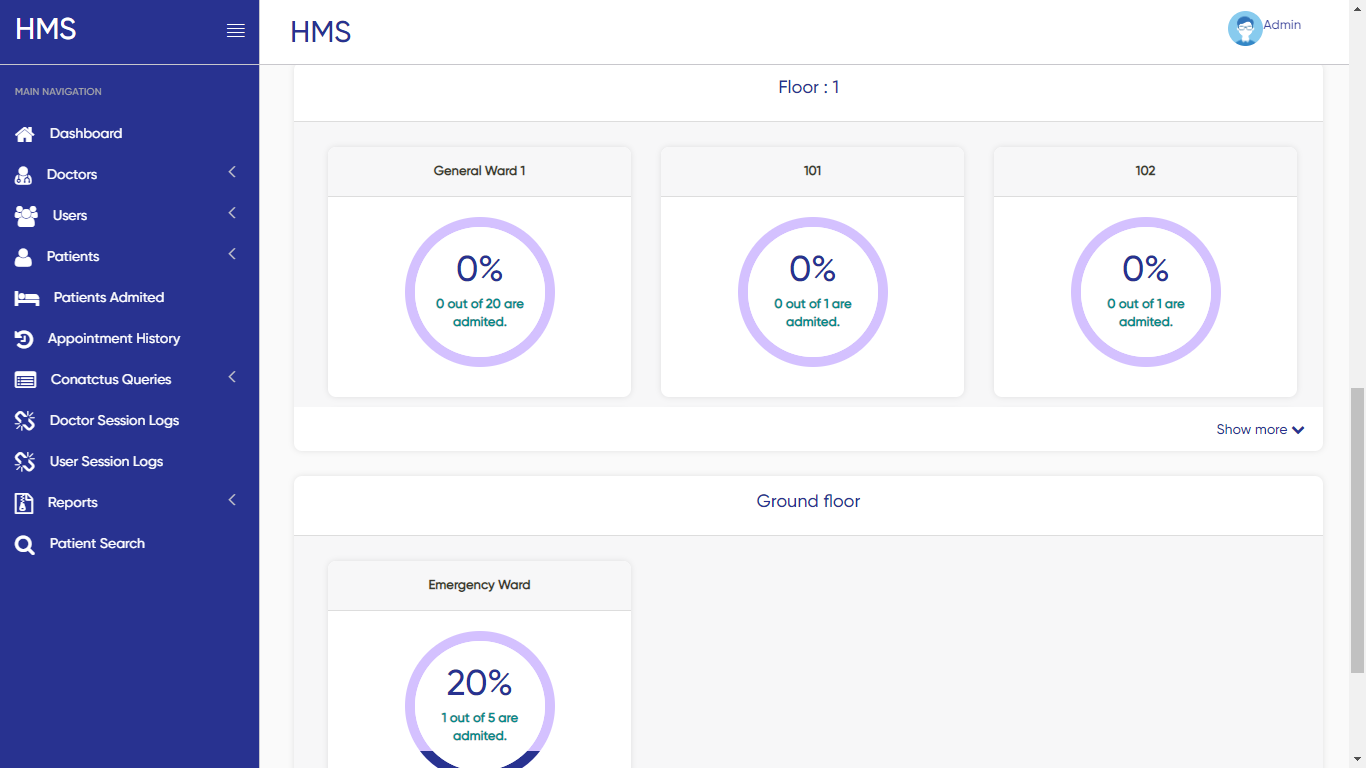 HMS
HMS
Admin
MAIN NAVIGATION
Dashboard
Doctors
Users
Patients
Patients Admited
Appointment History
Conatctus Queries
Doctor Session Logs
User Session Logs
Reports
Patient Search
Floor : 1
General Ward 1
0%
0 out of 20 are
admited.
101
0%
0 out of 1 are
admited.
102
0%
0 out of 1 are
admited.
Show more
Ground floor
Emergency Ward
20%
1 out of 5 are
admited.